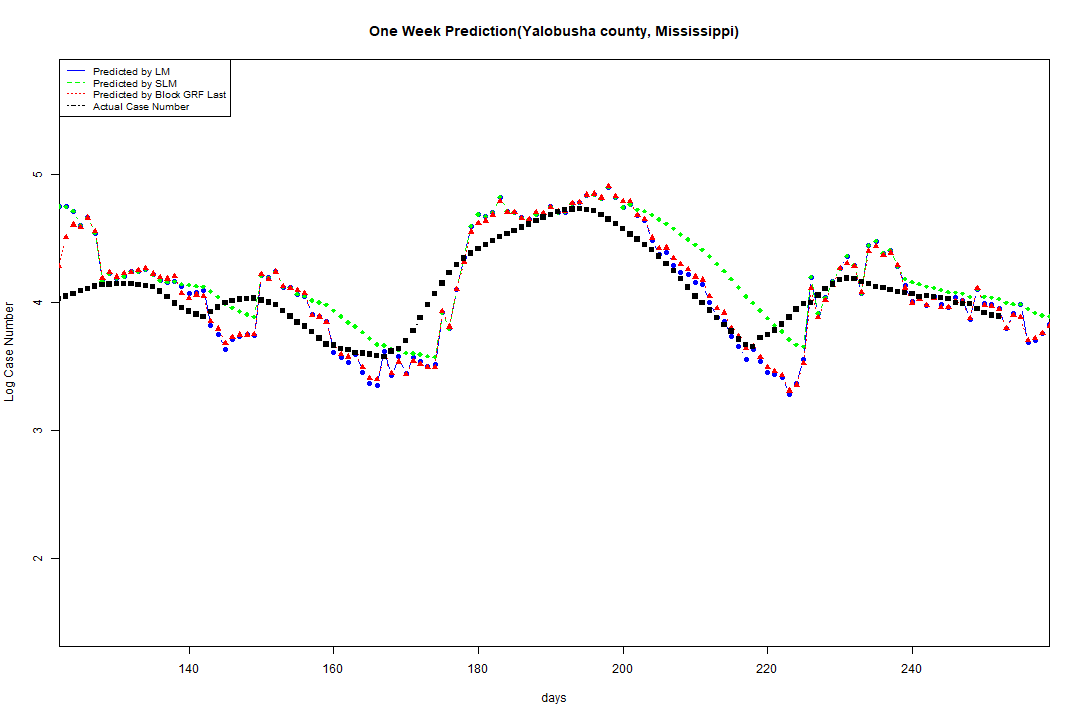 One Week Prediction(Yalobusha county, Mississippi)
Predicted by LM
Predicted by SLM
Predicted by Block GRF Last
Actual Case Number
5
4
3
2
Log Case Number
140 160 180 200 220 240
days